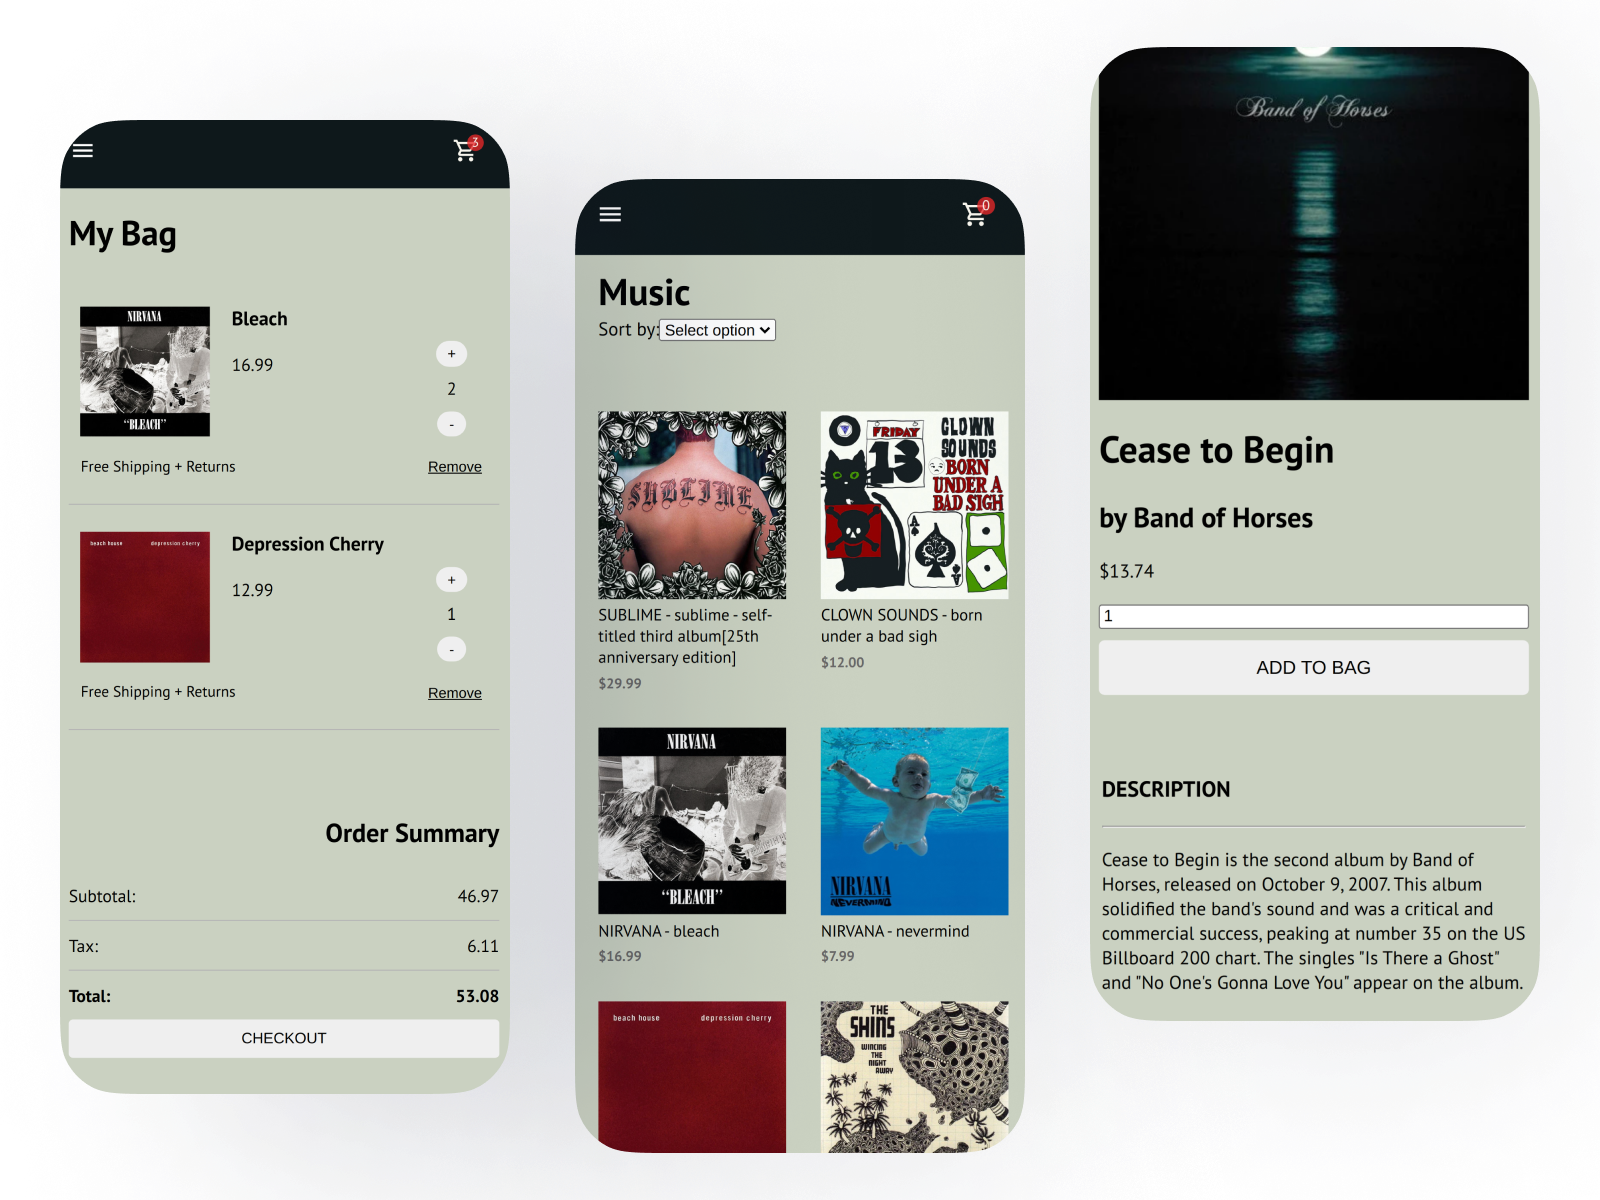 3
My Bag
NIRVANA
"BLEACH"
Bleach
16.99
+
2
-
Free Shipping + Returns
Remove
beach house
depression cherry
Depression Cherry
12.99
+
1
-
Free Shipping + Returns
Remove
Order Summary
Subtotal:
46.97
Tax:
6.11
Total:
53.08
CHECKOUT
0
Music
Sort by:
Select option
SUBLIME
SUBLIME - sublime - self-
titled third album[25th
anniversary edition]
$29.99
FRIDAY
13
CLOWN
SOUNDS
BORN
UNDER A
BAD SIGH
A
A
CLOWN SOUNDS - born
under a bad sigh
$12.00
NIRVANA
"BLEACH"
NIRVANA - bleach
$16.99
NIRVANA
NEVERMIND
NIRVANA - nevermind
$7.99
beach house
depression cherry
THE
SHINS
WINCING
THE
NIGHT
AWAY
Band of Horses
Cease to Begin
by Band of Horses
$13.74
1
ADD TO BAG
DESCRIPTION
Cease to Begin is the second album by Band of
Horses, released on October 9, 2007. This album
solidified the band's sound and was a critical and
commercial success, peaking at number 35 on the US
Billboard 200 chart. The singles "Is There a Ghost"
and "No One's Gonna Love You" appear on the album.